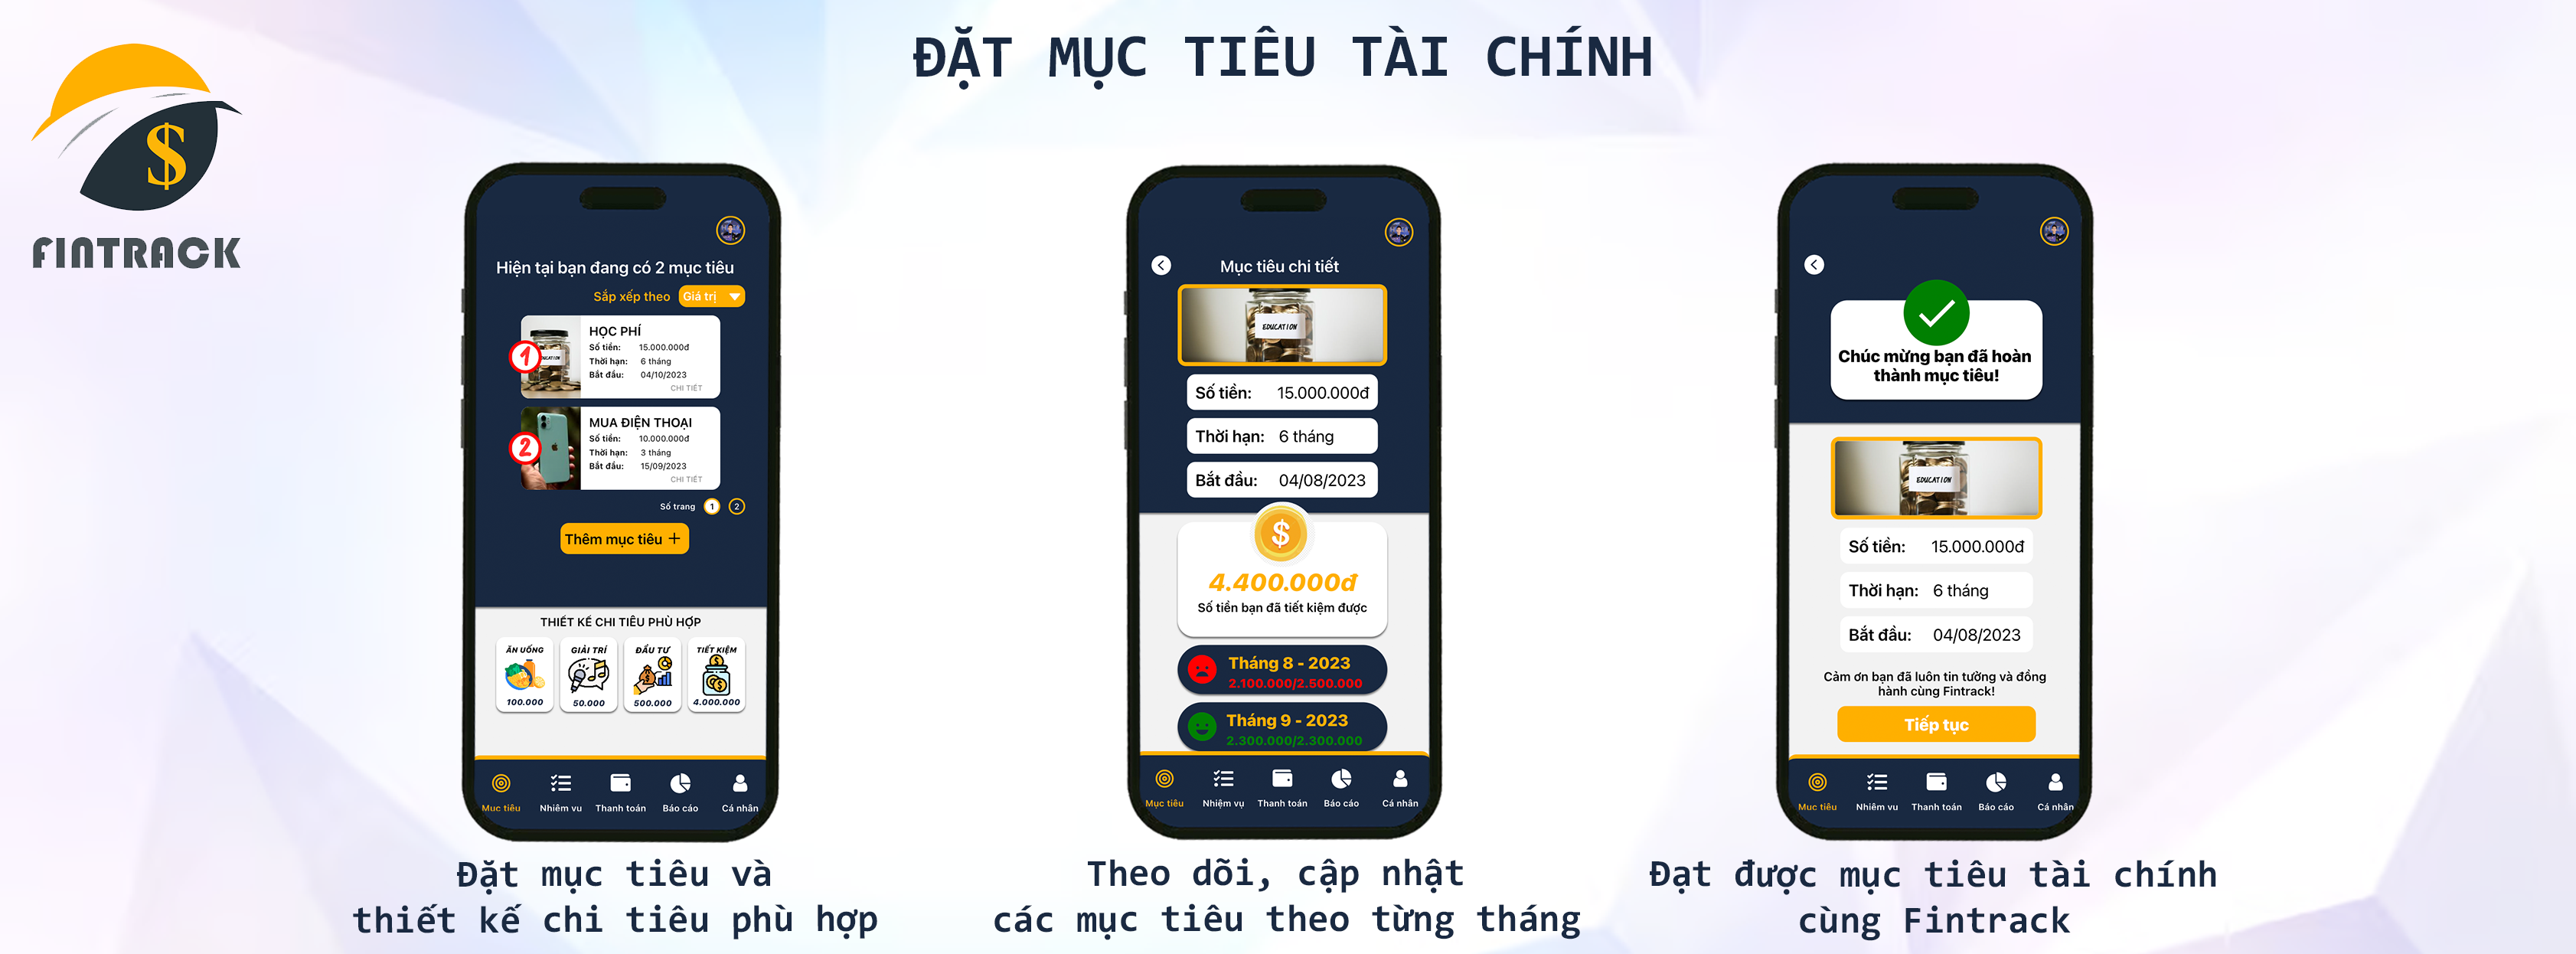 ĐẶT MỤC TIÊU TÀI CHÍNH
$
FINTRACK
Hiện tại bạn đang có 2 mục tiêu
Sắp xếp theo Giá trị
HỌC PHÍ
Số tiền: 15.000.000đ
Thời hạn: 6 tháng
Bắt đầu: 04/10/2023
CHI TIẾT
1
MUA ĐIỆN THOẠI
Số tiền: 10.000.000đ
Thời hạn: 3 tháng
Bắt đầu: 15/09/2023
CHI TIẾT
2
Số trang 1 2
Thêm mục tiêu +
THIẾT KẾ CHI TIÊU PHÙ HỢP
ĂN UỐNG GIẢI TRÍ ĐẦU TƯ TIẾT KIỆM
100.000 50.000 500.000 4.000.000
Mục tiêu Nhiệm vụ Thanh toán Báo cáo Cá nhân
Đặt mục tiêu và
thiết kế chi tiêu phù hợp
Mục tiêu chi tiết
EDUCATION
Số tiền: 15.000.000đ
Thời hạn: 6 tháng
Bắt đầu: 04/08/2023
$
4.400.000đ
Số tiền bạn đã tiết kiệm được
Tháng 8 - 2023
2.100.000/2.500.000
Tháng 9 - 2023
2.300.000/2.300.000
Mục tiêu Nhiệm vụ Thanh toán Báo cáo Cá nhân
Theo dõi, cập nhật
các mục tiêu theo từng tháng
Chúc mừng bạn đã hoàn
thành mục tiêu!
EDUCATION
Số tiền: 15.000.000đ
Thời hạn: 6 tháng
Bắt đầu: 04/08/2023
Cảm ơn bạn đã luôn tin tưởng và đồng
hành cùng Fintrack!
Tiếp tục
Mục tiêu Nhiệm vụ Thanh toán Báo cáo Cá nhân
Đạt được mục tiêu tài chính
cùng Fintrack